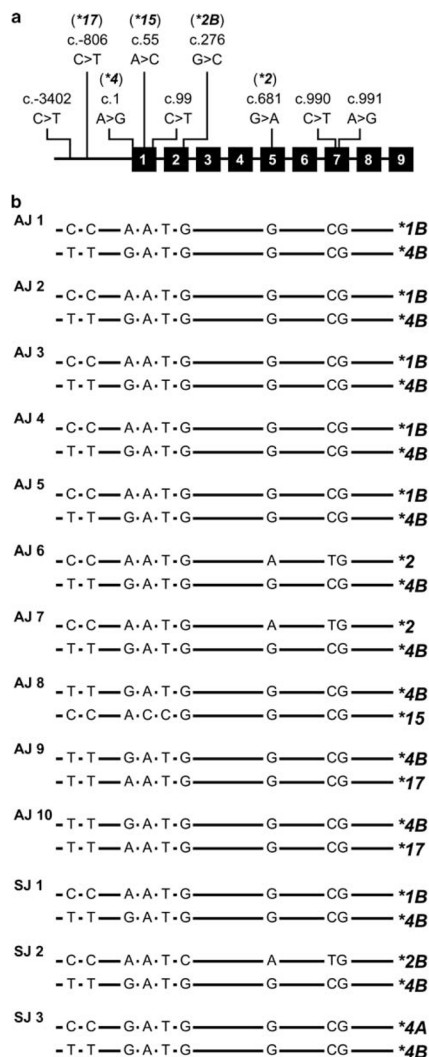 a
(*17) (*15) (*2B)
c.-806 c.55 c.276
C>T A>C G>C
(*4) (*2)
c.-3402 c.1 c.99 c.681 c.990 c.991
C>T A>G C>T G>A C>T A>G
1 2 3 4 5 6 7 8 9
b
AJ 1
C-C A·A·T·G G CG *1B
T-T G·A·T·G G CG *4B
AJ 2
C-C A·A·T·G G CG *1B
T-T G·A·T·G G CG *4B
AJ 3
C-C A·A·T·G G CG *1B
T-T G·A·T·G G CG *4B
AJ 4
C-C A·A·T·G G CG *1B
T-T G·A·T·G G CG *4B
AJ 5
C-C A·A·T·G G CG *1B
T-T G·A·T·G G CG *4B
AJ 6
C-C A·A·T·G A TG *2
T-T G·A·T·G G CG *4B
AJ 7
C-C A·A·T·G A TG *2
T-T G·A·T·G G CG *4B
AJ 8
T-T G·A·T·G G CG *4B
C-C A·C·C·G G CG *15
AJ 9
T-T G·A·T·G G CG *4B
T-T A·A·T·G G CG *17
AJ 10
T-T G·A·T·G G CG *4B
T-T A·A·T·G G CG *17
SJ 1
C-C A·A·T·G G CG *1B
T-T G·A·T·G G CG *4B
SJ 2
C-C A·A·T·C A TG *2B
T-T G·A·T·G G CG *4B
SJ 3
C-C G·A·T·G G CG *4A
T-T G·A·T·G G CG *4B